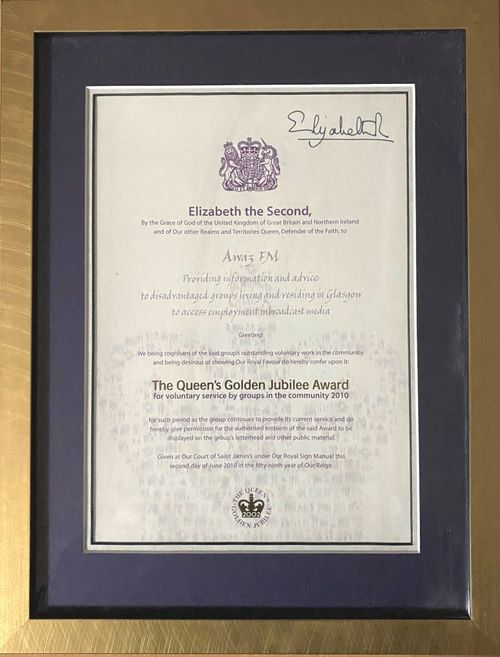 Elizabeth R
Elizabeth the Second,
By the Grace of God of the United Kingdom of Great Britain and Northern Ireland
and of Our other Realms and Territories Queen, Defender of the Faith, to
Awaz FM
Providing information and advice
to disadvantaged groups living and residing in Glasgow
to access employment in broadcast media
Greeting!
We being cognisant of the said group's outstanding voluntary work in the community,
and being desirous of showing Our Royal Favour do hereby confer upon it:
The Queen's Golden Jubilee Award
for voluntary service by groups in the community 2010
for such period as the group continues to provide its current service and do
hereby give permission for the authorised emblem of the said Award to be
displayed on the group's letterhead and other public material.
Given at Our Court of Saint James's under Our Royal Sign Manual this
second day of June 2010 in the fifty-ninth year of Our Reign.
THE QUEEN'S
2002
GOLDEN JUBILEE